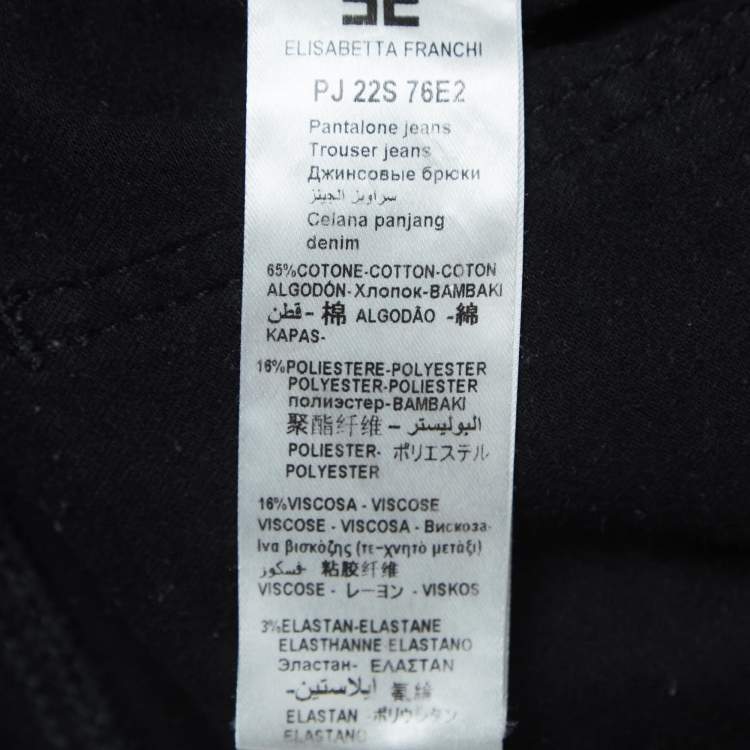 ELISABETTA FRANCHI
PJ 22S 76E2
Pantalone jeans
Trouser jeans
Джинсовые брюки
سراويل الجينز
Celana panjang
denim
65%COTONE-COTTON-COTON
ALGODÓN-Хлопок-BAMBAKI
قطن - 棉 ALGODÃO -綿
KAPAS-
16%POLIESTERE-POLYESTER
POLYESTER-POLIESTER
полиэстер-BAMBAKI
聚酯纤维 – البوليستر
POLIESTER- ポリエステル
POLYESTER
16%VISCOSA - VISCOSE
VISCOSE - VISCOSA - Вискоза-
Ινα βισκόζης (τε-χνητό μετάξι)
فسكوز- 粘胶纤维
VISCOSE - レーヨン - VISKOS
3%ELASTAN-ELASTANE
ELASTHANNE-ELASTANO
Эластан- ΕΛΑΣΤΑΝ
ايلاستين-
ELASTAN -ポリウレタン
ELASTANO